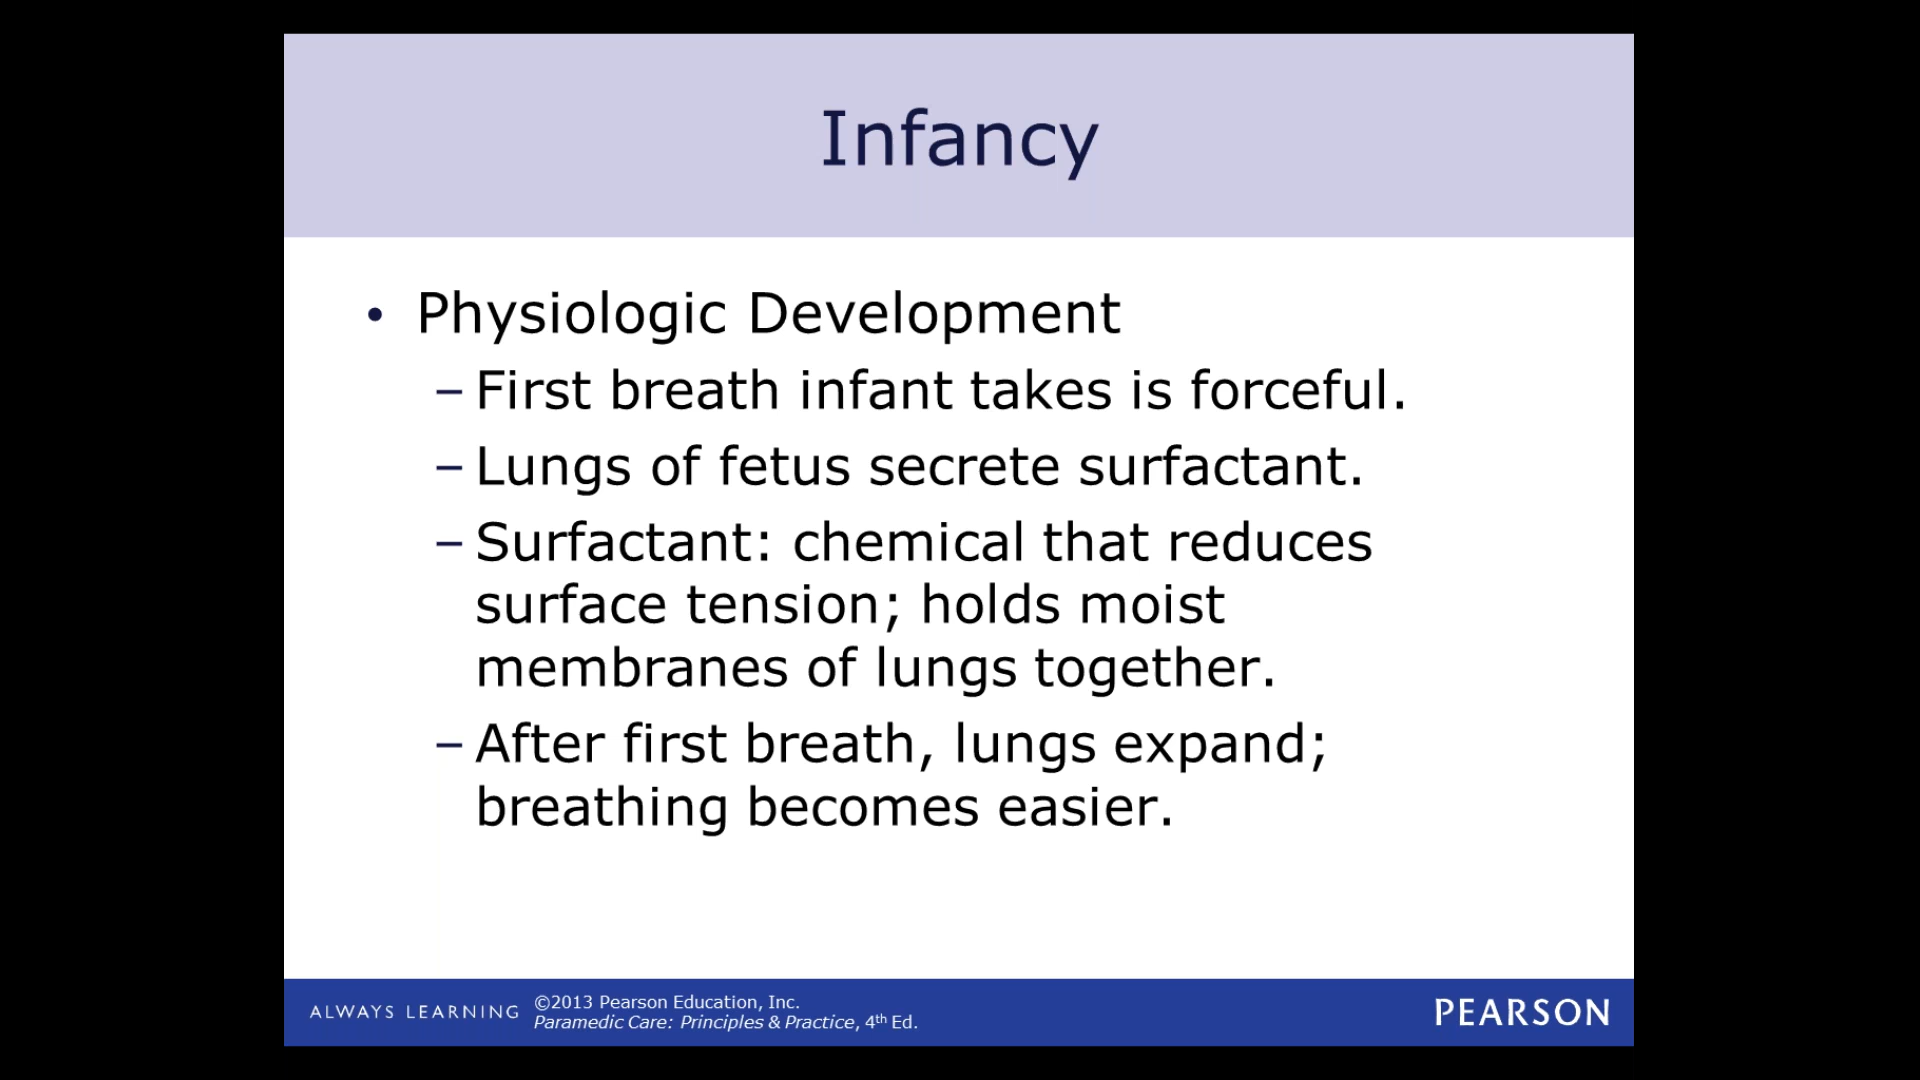 Infancy
• Physiologic Development
– First breath infant takes is forceful.
– Lungs of fetus secrete surfactant.
– Surfactant: chemical that reduces
surface tension; holds moist
membranes of lungs together.
– After first breath, lungs expand;
breathing becomes easier.
ALWAYS LEARNING
©2013 Pearson Education, Inc.
Paramedic Care: Principles & Practice, 4th Ed.
PEARSON